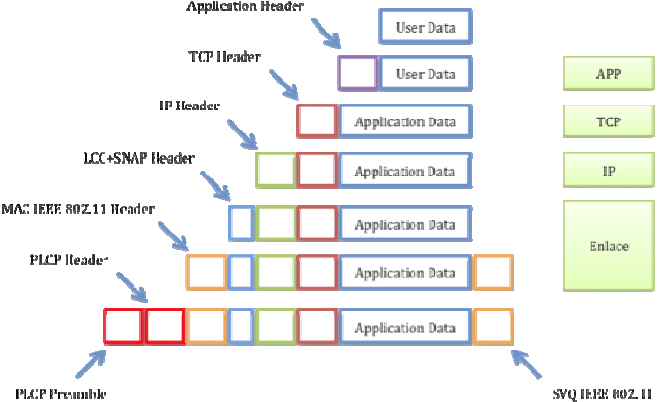 Application Header
User Data
TCP Header
User Data
APP
IP Header
Application Data
TCP
LCC+SNAP Header
Application Data
IP
MAC IEEE 802.11 Header
Application Data
Enlace
PLCP Header
Application Data
Application Data
PLCP Preamble
SVQ IEEE 802.11